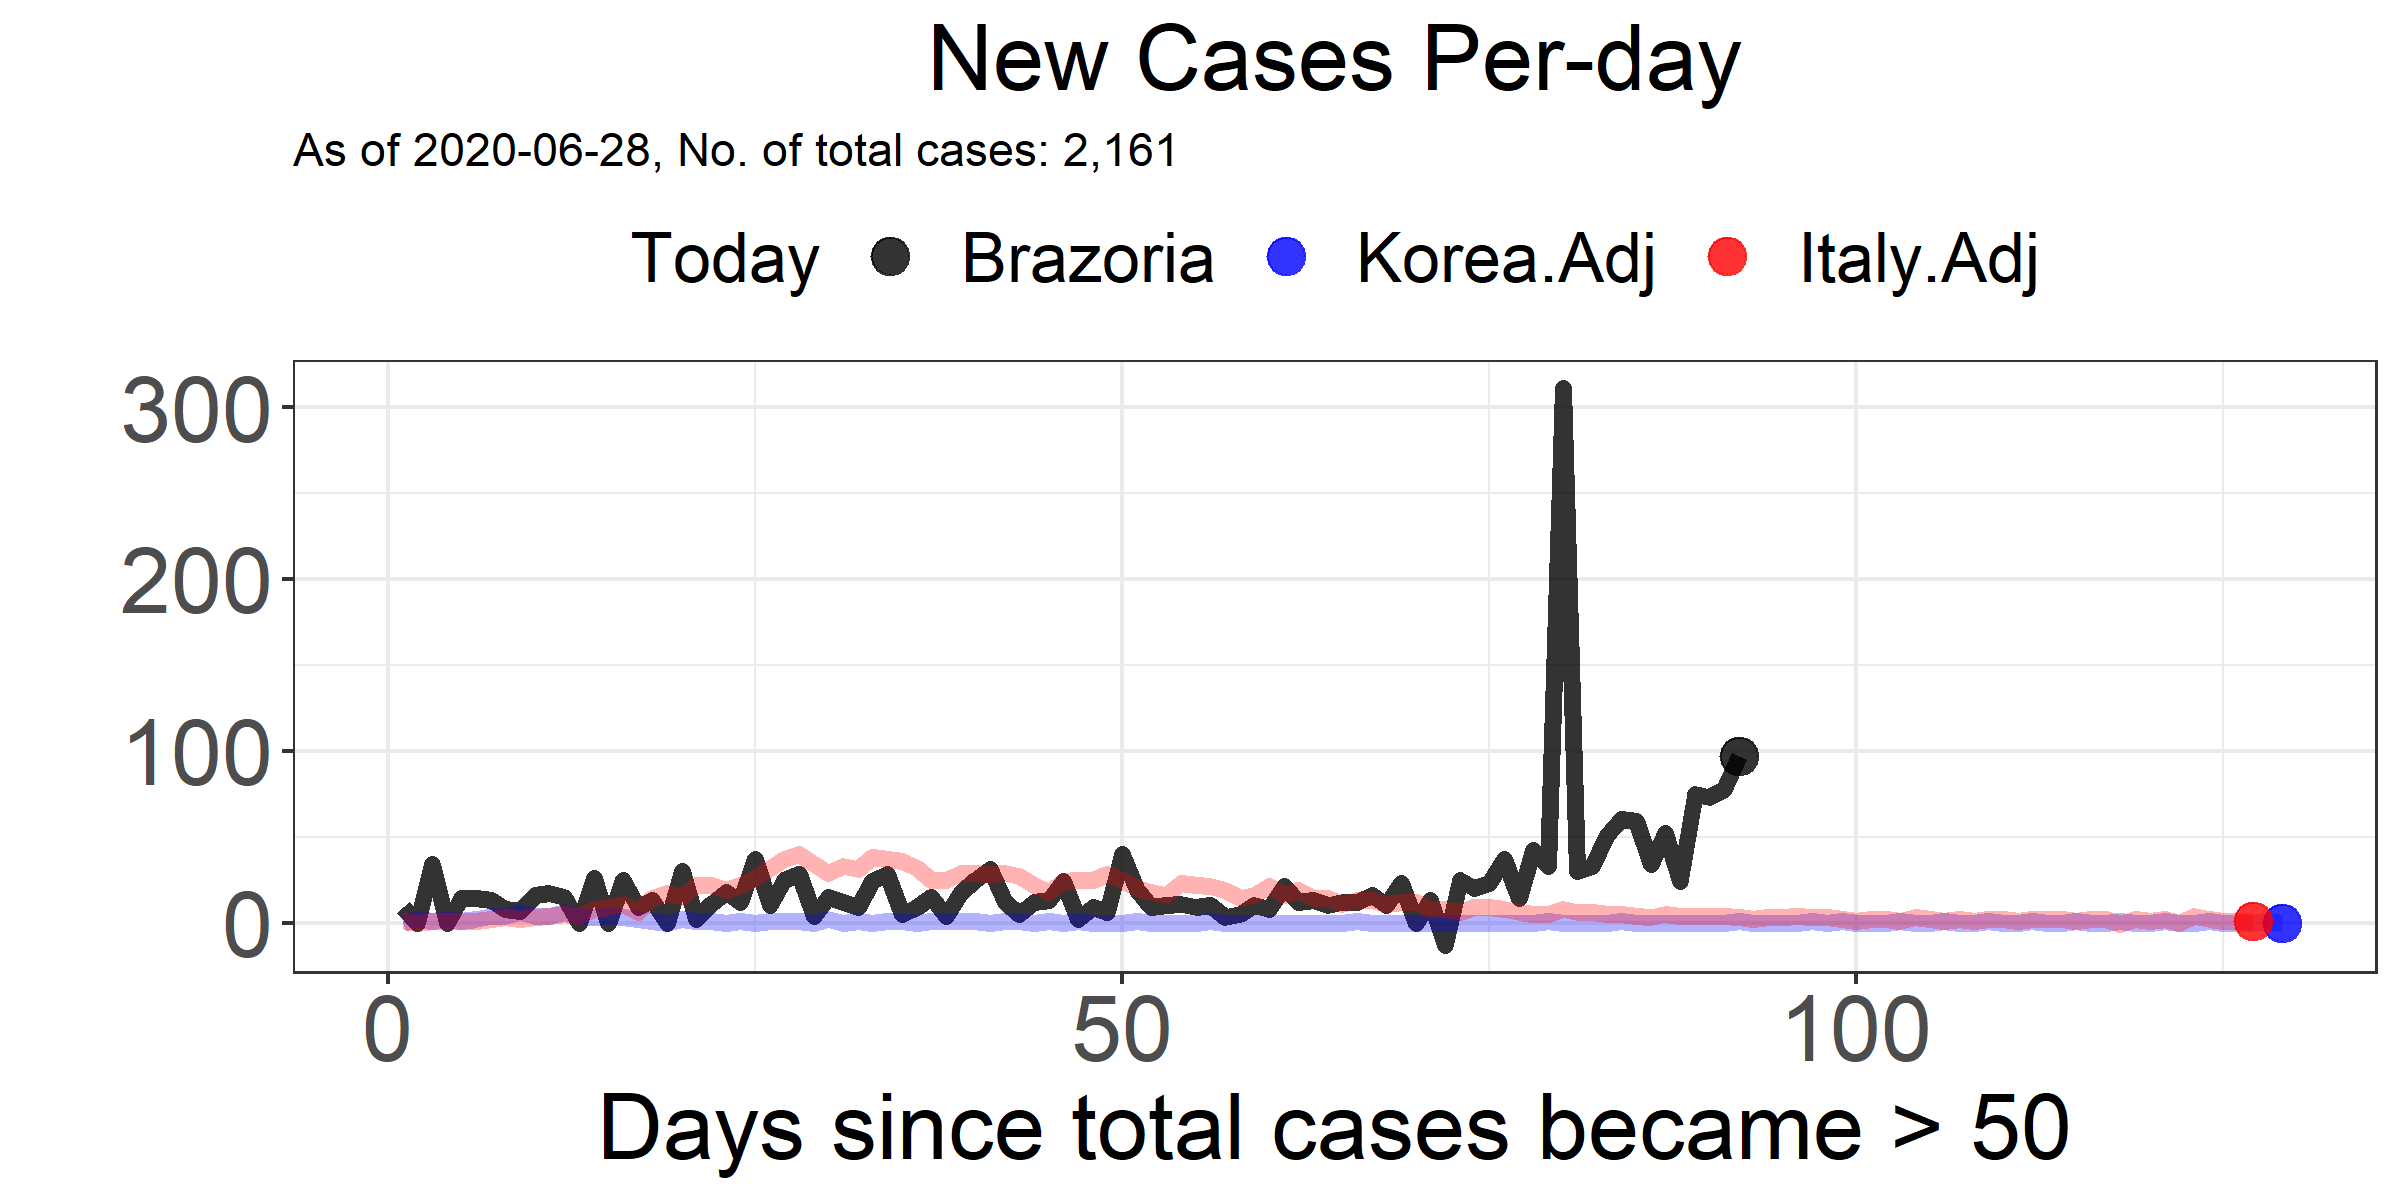 New Cases Per-day
As of 2020-06-28, No. of total cases: 2,161
Today Brazoria Korea.Adj Italy.Adj
300
200
100
0
0 50 100
Days since total cases became > 50